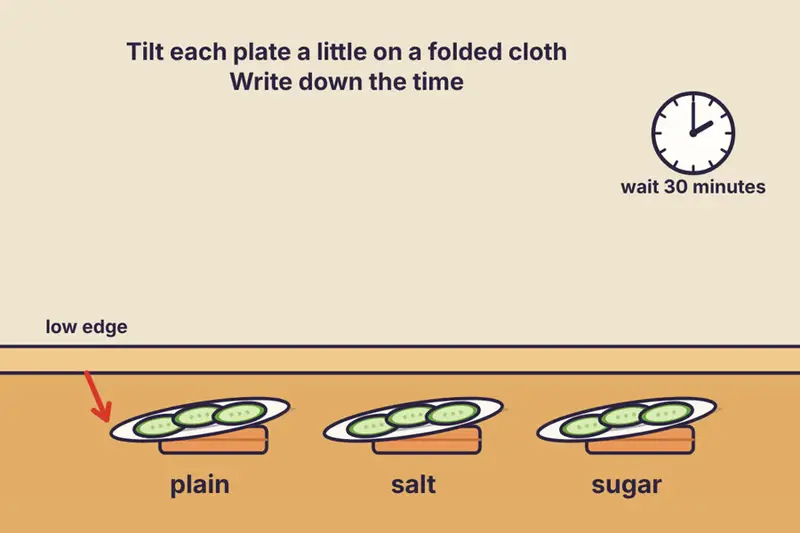 Tilt each plate a little on a folded cloth
Write down the time
wait 30 minutes
low edge
plain
salt
sugar